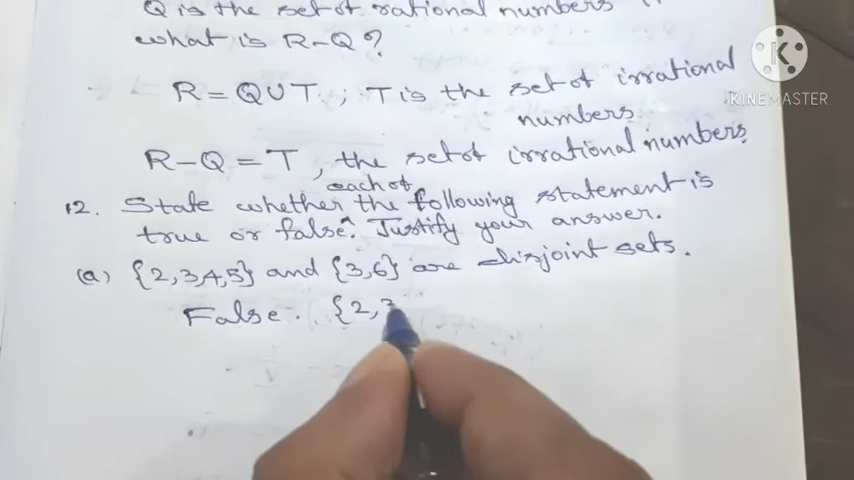 Q is the set of rational numbers
what is R-Q?
R = QUT ; T is the set of irrational
numbers.
R-Q = T, the set of irrational numbers
each of
12. State whether the ^ following statement is
true or false. Justify your answer.
(a) {2,3,4,5} and {3,6} are disjoint sets.
False. {2,3
KINEMASTER